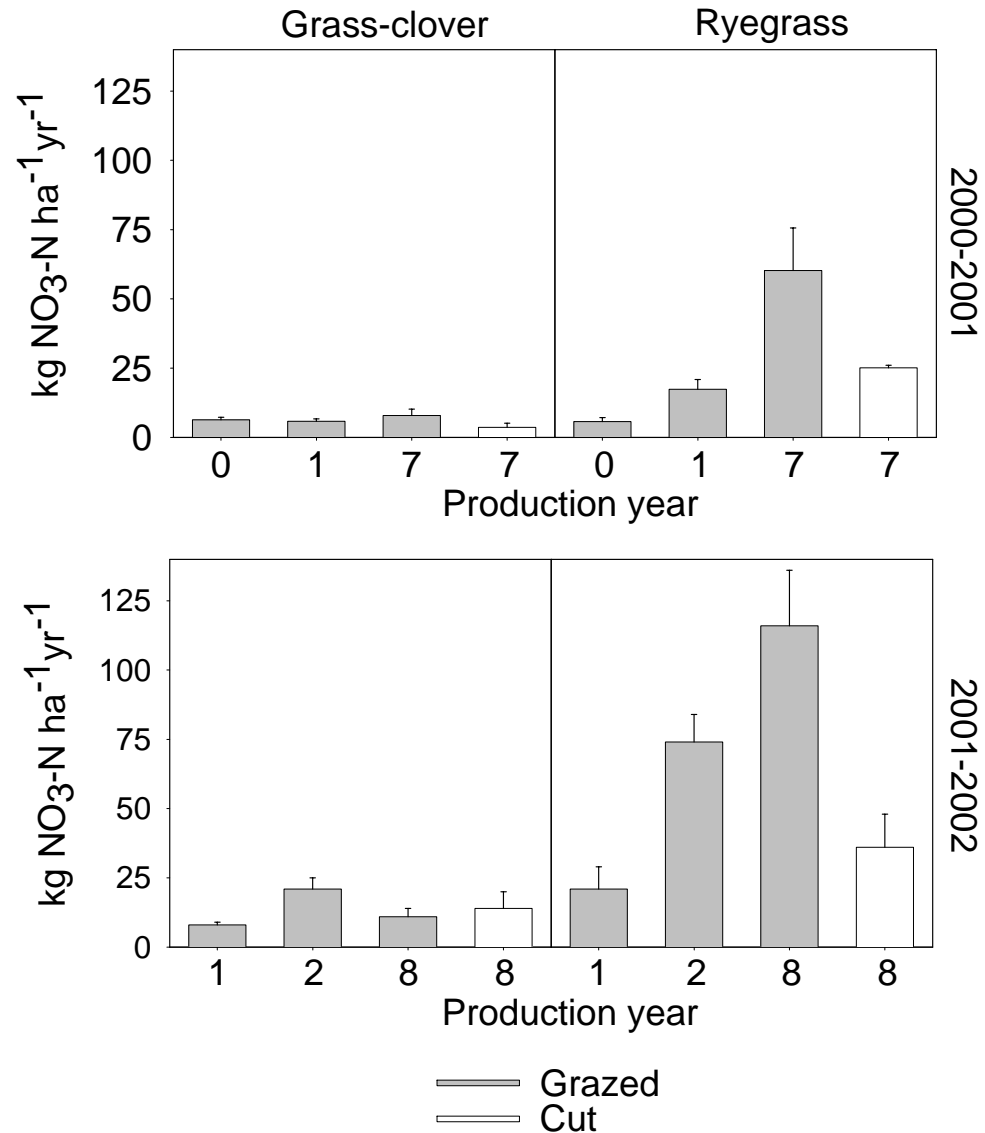 Grass-clover Ryegrass
125
100
75
50
25
0
kg NO3-N ha-1yr-1
2000-2001
0 1 7 7 0 1 7 7
Production year
125
100
75
50
25
0
kg NO3-N ha-1yr-1
2001-2002
1 2 8 8 1 2 8 8
Production year
Grazed
Cut